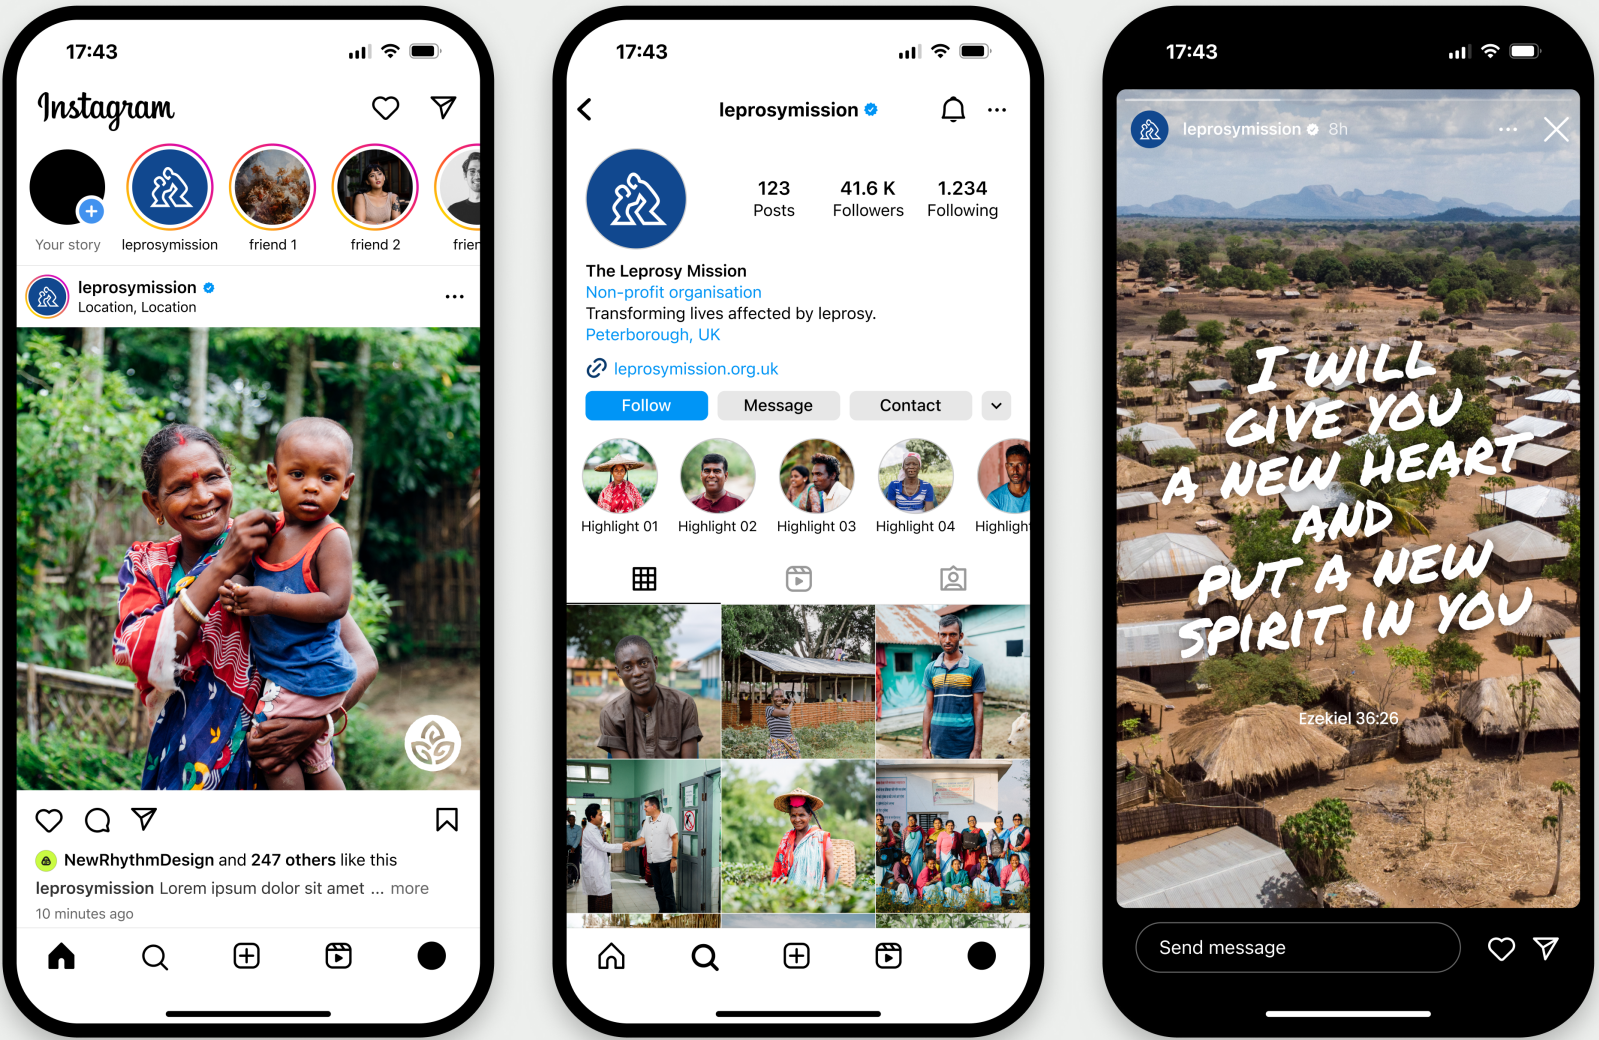 17:43
Instagram
Your story
leprosymission
friend 1
friend 2
frien
leprosymission
Location, Location
NewRhythmDesign and 247 others like this
leprosymission Lorem ipsum dolor sit amet ... more
10 minutes ago
17:43
leprosymission
123
Posts
41.6 K
Followers
1.234
Following
The Leprosy Mission
Non-profit organisation
Transforming lives affected by leprosy.
Peterborough, UK
leprosymission.org.uk
Follow
Message
Contact
Highlight 01
Highlight 02
Highlight 03
Highlight 04
Highligh
17:43
leprosymission 8h
I WILL
GIVE YOU
A NEW HEART
AND
PUT A NEW
SPIRIT IN YOU
Ezekiel 36:26
Send message